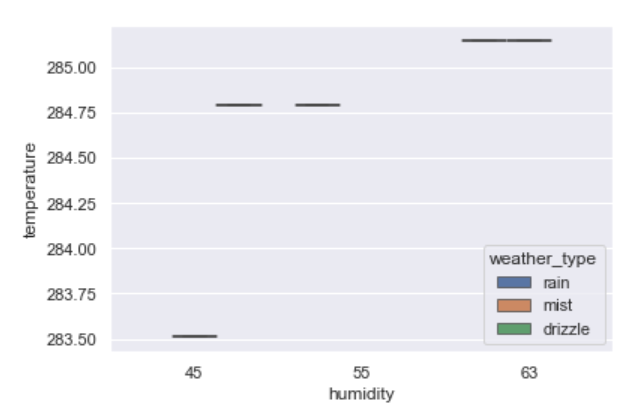 285.00
284.75
284.50
284.25
284.00
283.75
283.50
temperature
45 55 63
humidity
weather_type
rain
mist
drizzle